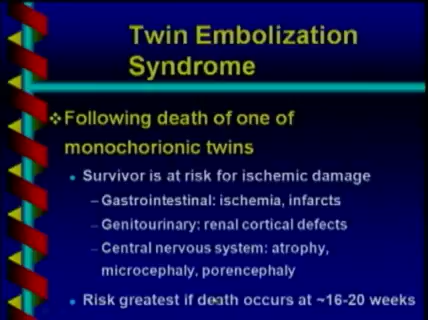 Twin Embolization
Syndrome
Following death of one of
monochorionic twins
Survivor is at risk for ischemic damage
– Gastrointestinal: ischemia, infarcts
– Genitourinary: renal cortical defects
– Central nervous system: atrophy,
microcephaly, porencephaly
Risk greatest if death occurs at ~16-20 weeks